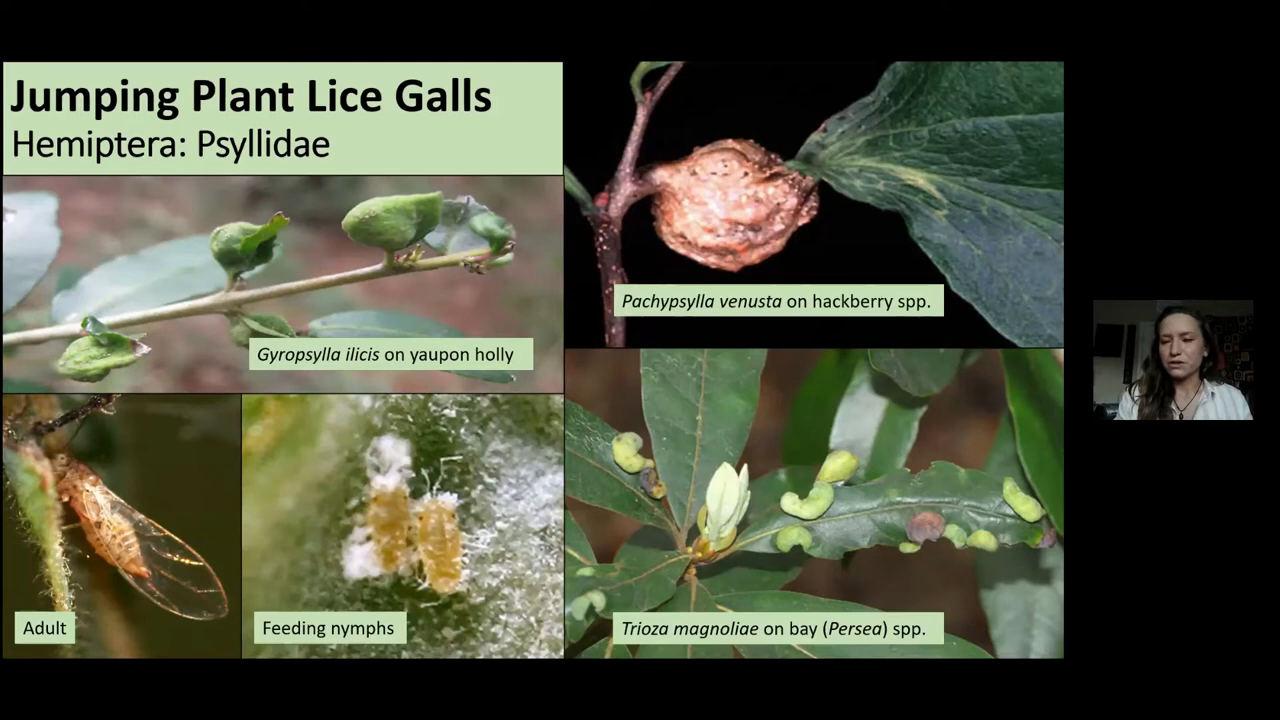 Jumping Plant Lice Galls
Hemiptera: Psyllidae
Gyropsylla ilicis on yaupon holly
Pachypsylla venusta on hackberry spp.
Adult
Feeding nymphs
Trioza magnoliae on bay (Persea) spp.